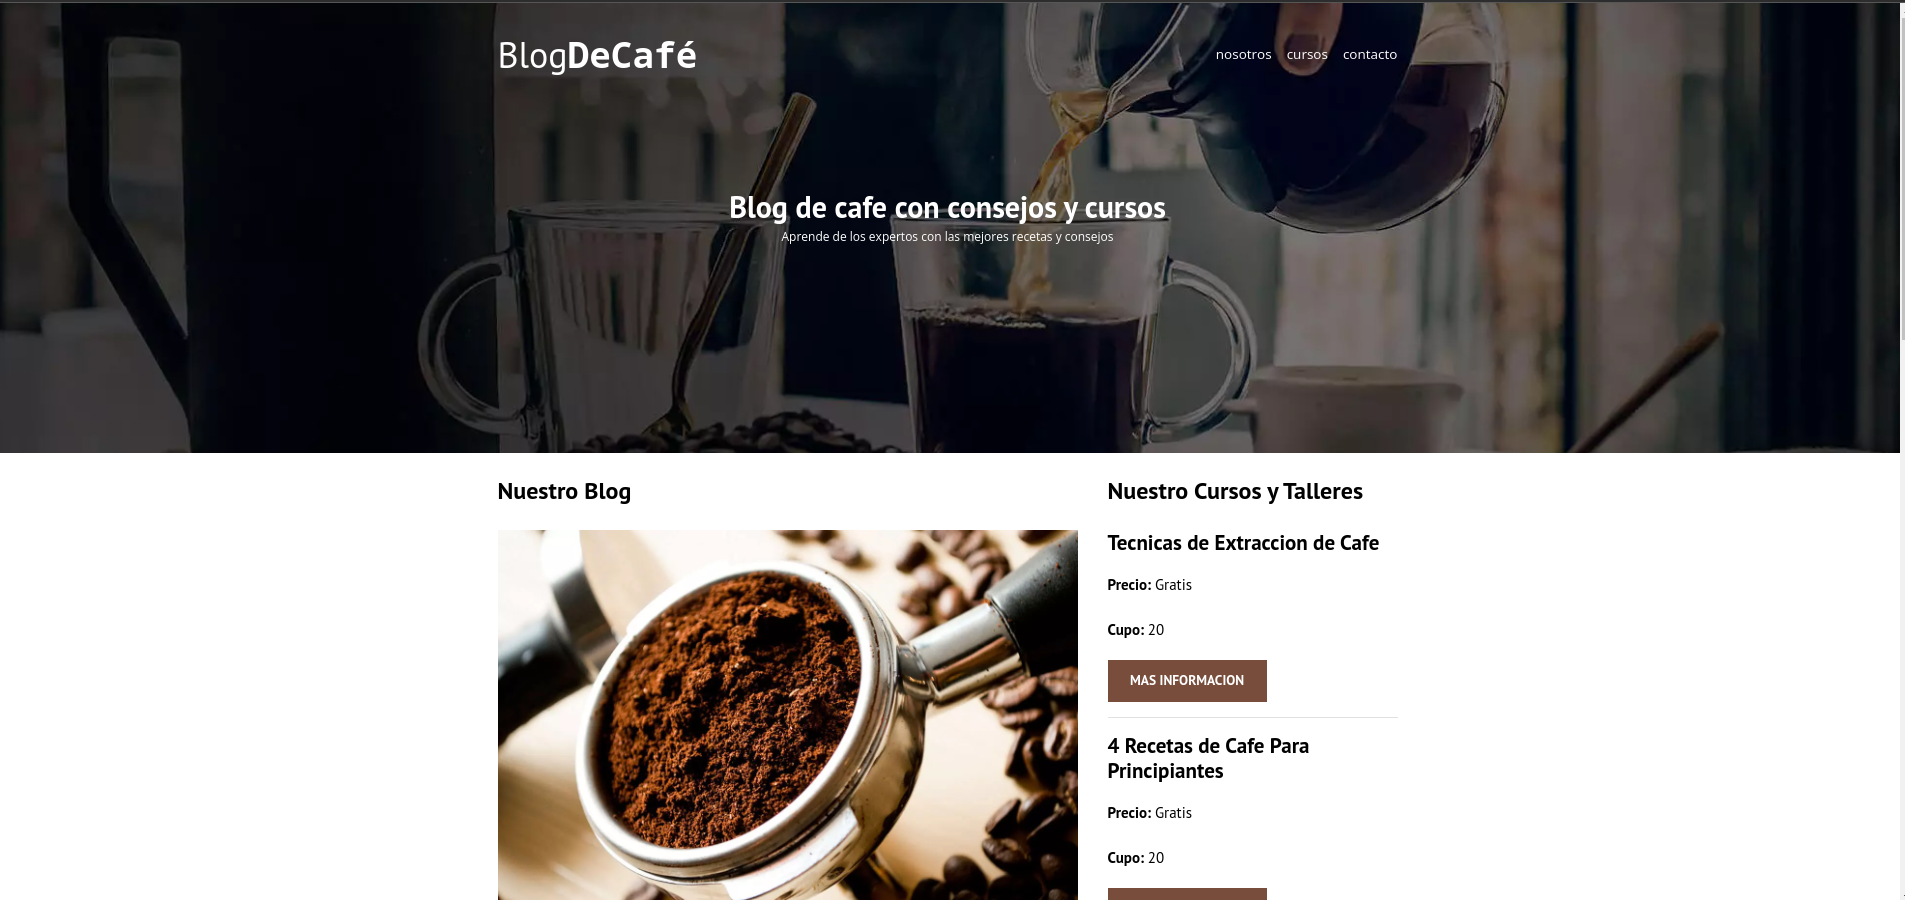 BlogDeCafé
nosotros cursos contacto
Blog de cafe con consejos y cursos
Aprende de los expertos con las mejores recetas y consejos
Nuestro Blog
Nuestro Cursos y Talleres
Tecnicas de Extraccion de Cafe
Precio: Gratis
Cupo: 20
MAS INFORMACION
4 Recetas de Cafe Para
Principiantes
Precio: Gratis
Cupo: 20